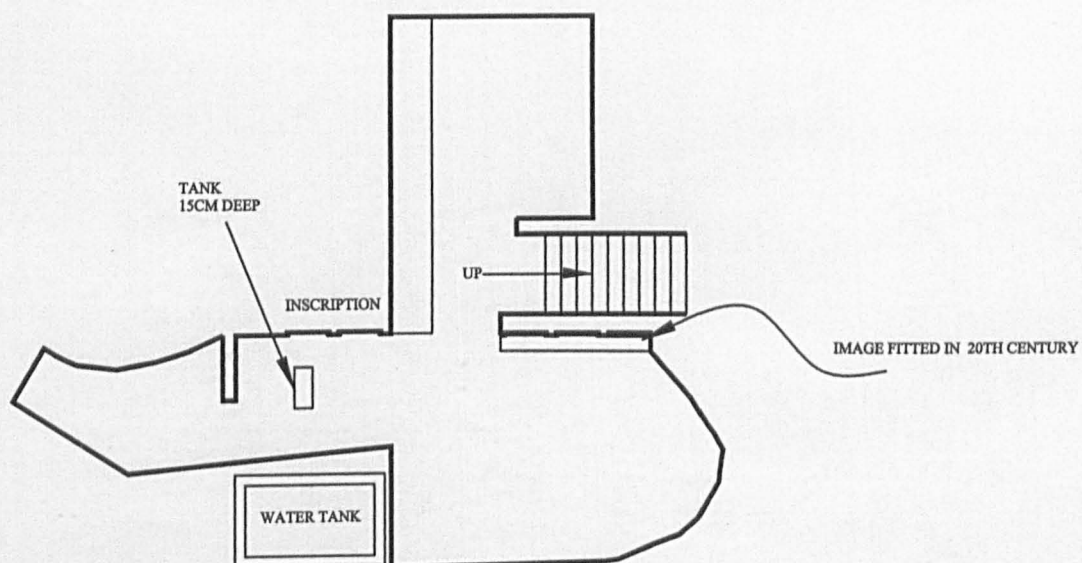 TANK
15CM DEEP
INSCRIPTION
UP
IMAGE FITTED IN 20TH CENTURY
WATER TANK